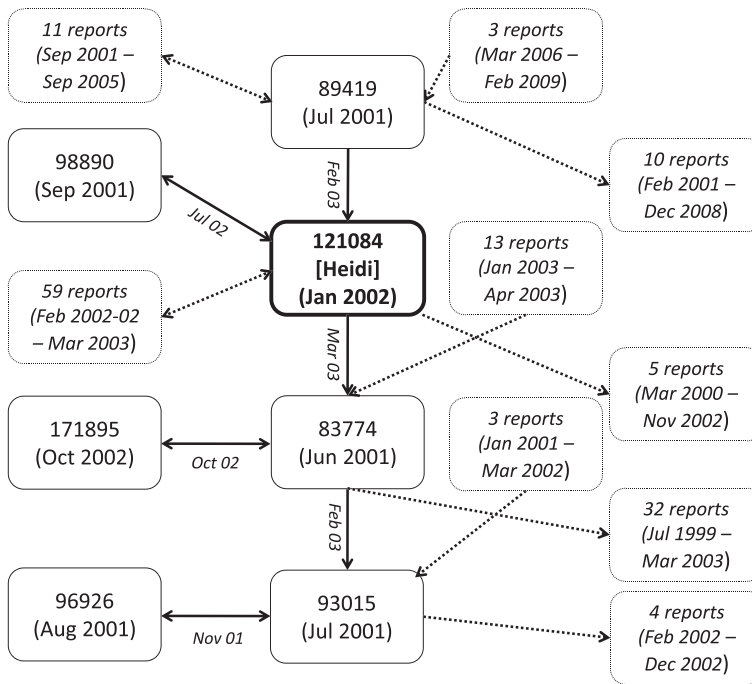 11 reports
(Sep 2001 –
Sep 2005)
3 reports
(Mar 2006 –
Feb 2009)
89419
(Jul 2001)
98890
(Sep 2001)
Feb 03
10 reports
(Feb 2001 –
Dec 2008)
Jul 02
121084
[Heidi]
(Jan 2002)
13 reports
(Jan 2003 –
Apr 2003)
59 reports
(Feb 2002-02
– Mar 2003)
Mar 03
5 reports
(Mar 2000 –
Nov 2002)
171895
(Oct 2002)
Oct 02
83774
(Jun 2001)
3 reports
(Jan 2001 –
Mar 2002)
Feb 03
32 reports
(Jul 1999 –
Mar 2003)
96926
(Aug 2001)
Nov 01
93015
(Jul 2001)
4 reports
(Feb 2002 –
Dec 2002)